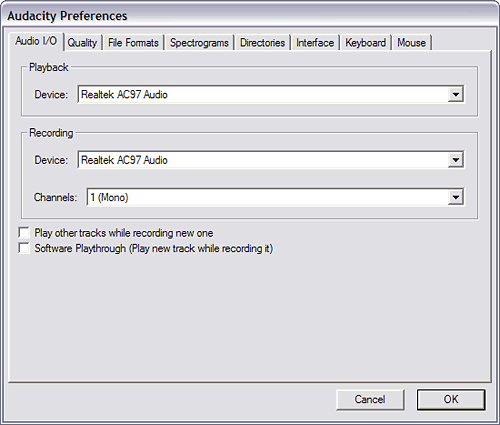 Audacity Preferences
Audio I/O Quality File Formats Spectrograms Directories Interface Keyboard Mouse
Playback
Device: Realtek AC97 Audio
Recording
Device: Realtek AC97 Audio
Channels: 1 (Mono)
Play other tracks while recording new one
Software Playthrough (Play new track while recording it)
Cancel OK